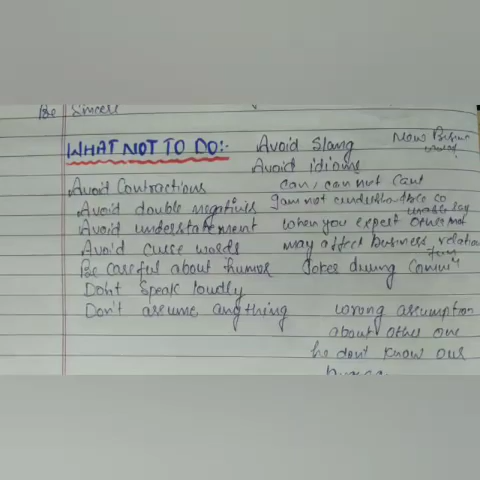 Be Sincere
WHAT NOT TO DO:- Avoid Slang
Avoid idioms
Avoid Contractions can, can not Cant
Avoid double negatives I am not
Avoid understatement when you expect other
Avoid curse words may affect business relation
Be careful about humor Jokes during
Don't Speak loudly
Don't assume anything wrong assumption
about other one
he don't know our